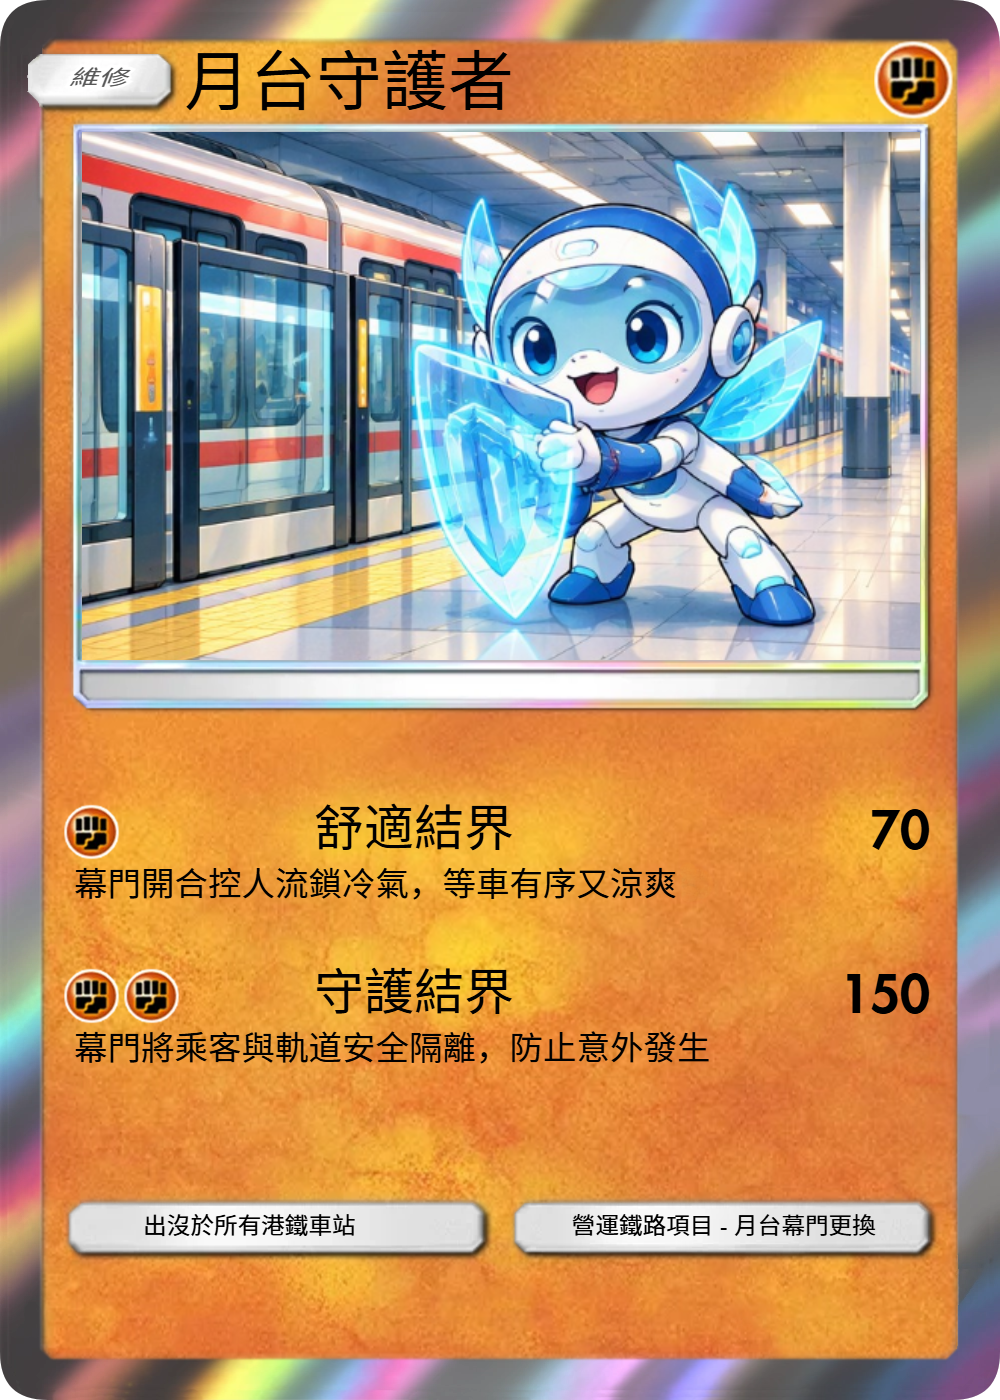 維修
月台守護者
舒適結界 70
幕門開合控人流鎖冷氣，等車有序又涼爽
守護結界 150
幕門將乘客與軌道安全隔離，防止意外發生
出沒於所有港鐵車站
營運鐵路項目 - 月台幕門更換